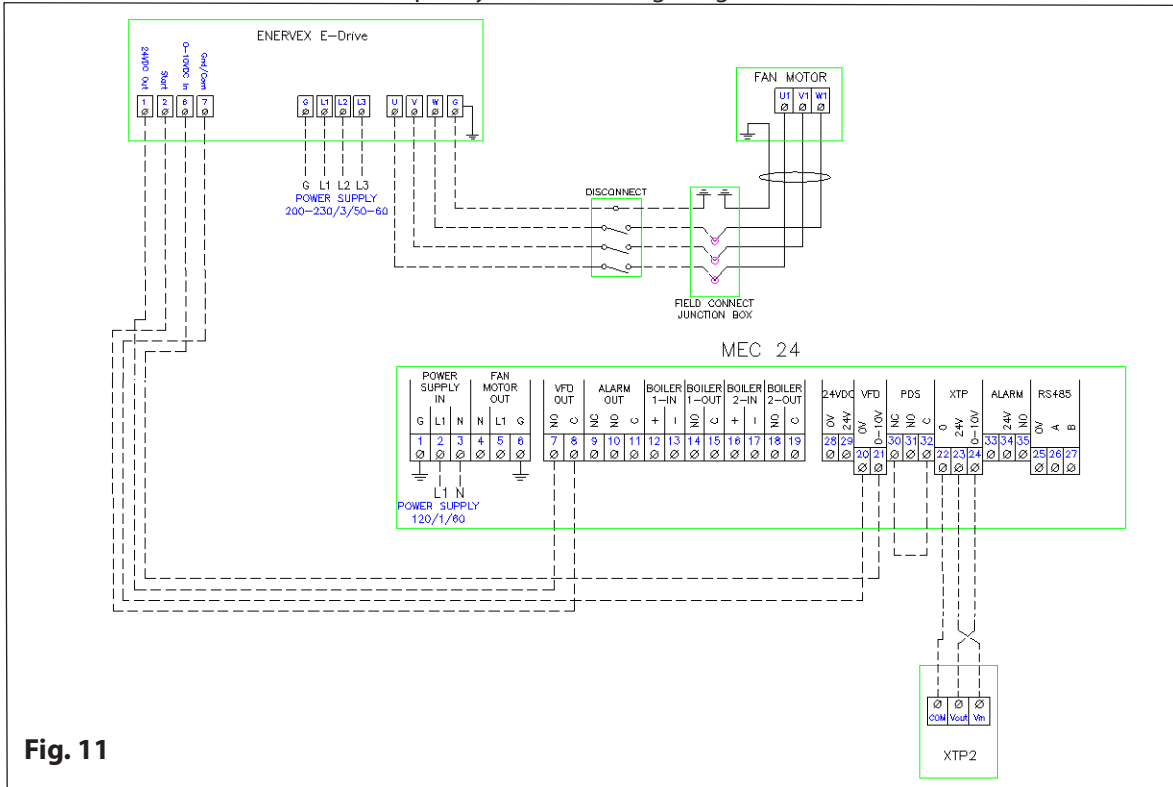 ENERVEX E-Drive
24VDC Out
Start
0-10VDC In
Gnd/Com
1 2 6 7
G L1 L2 L3
U V W G
G L1 L2 L3
POWER SUPPLY
200-230/3/50-60
FAN MOTOR
U1 V1 W1
DISCONNECT
FIELD CONNECT
JUNCTION BOX
MEC 24
POWER SUPPLY IN
G L1 N
1 2 3
FAN MOTOR OUT
N L1 G
4 5 6
VFD OUT
NO C
7 8
ALARM OUT
NC NO C
9 10 11
BOILER 1-IN
+ -
12 13
BOILER 1-OUT
NO C
14 15
BOILER 2-IN
+ -
16 17
BOILER 2-OUT
NO C
18 19
24VDC
0V 24V
28 29
VFD
0V 0-10V
20 21
PDS
NC NO C
30 31 32
XTP
0 24V 0-10V
22 23 24
ALARM
24V NO
33 34 35
RS485
0V A B
25 26 27
L1 N
POWER SUPPLY
120/1/60
COM Vout Vin
XTP2
Fig. 11